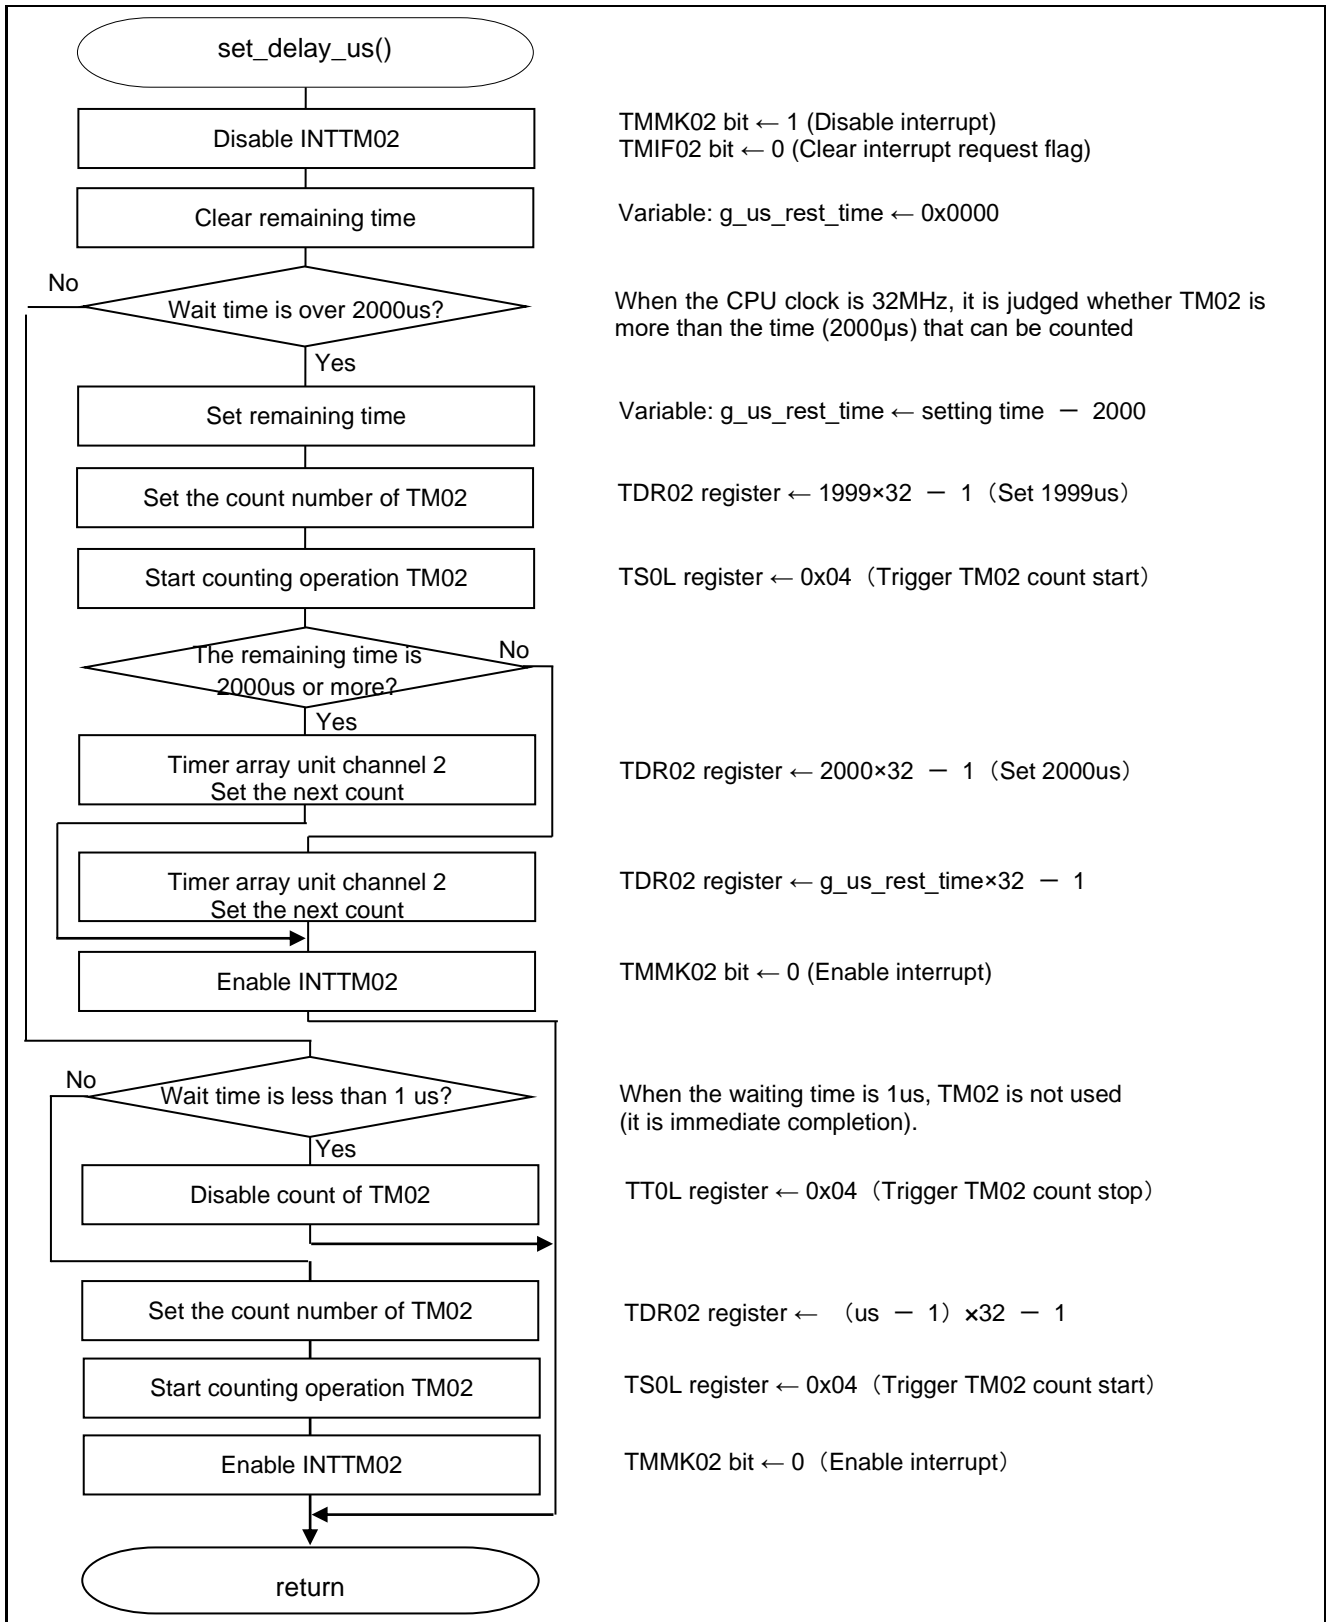 set_delay_us()
Disable INTTM02
TMMK02 bit ← 1 (Disable interrupt)
TMIF02 bit ← 0 (Clear interrupt request flag)
Clear remaining time
Variable: g_us_rest_time ← 0x0000
No
Wait time is over 2000us?
When the CPU clock is 32MHz, it is judged whether TM02 is
more than the time (2000μs) that can be counted
Yes
Set remaining time
Variable: g_us_rest_time ← setting time － 2000
Set the count number of TM02
TDR02 register ← 1999×32 － 1（Set 1999us）
Start counting operation TM02
TS0L register ← 0x04（Trigger TM02 count start）
The remaining time is
2000us or more?
No
Yes
Timer array unit channel 2
Set the next count
TDR02 register ← 2000×32 － 1（Set 2000us）
Timer array unit channel 2
Set the next count
TDR02 register ← g_us_rest_time×32 － 1
Enable INTTM02
TMMK02 bit ← 0 (Enable interrupt)
No
Wait time is less than 1 us?
When the waiting time is 1us, TM02 is not used
(it is immediate completion).
Yes
Disable count of TM02
TT0L register ← 0x04（Trigger TM02 count stop）
Set the count number of TM02
TDR02 register ← （us － 1）×32 － 1
Start counting operation TM02
TS0L register ← 0x04（Trigger TM02 count start）
Enable INTTM02
TMMK02 bit ← 0（Enable interrupt）
return